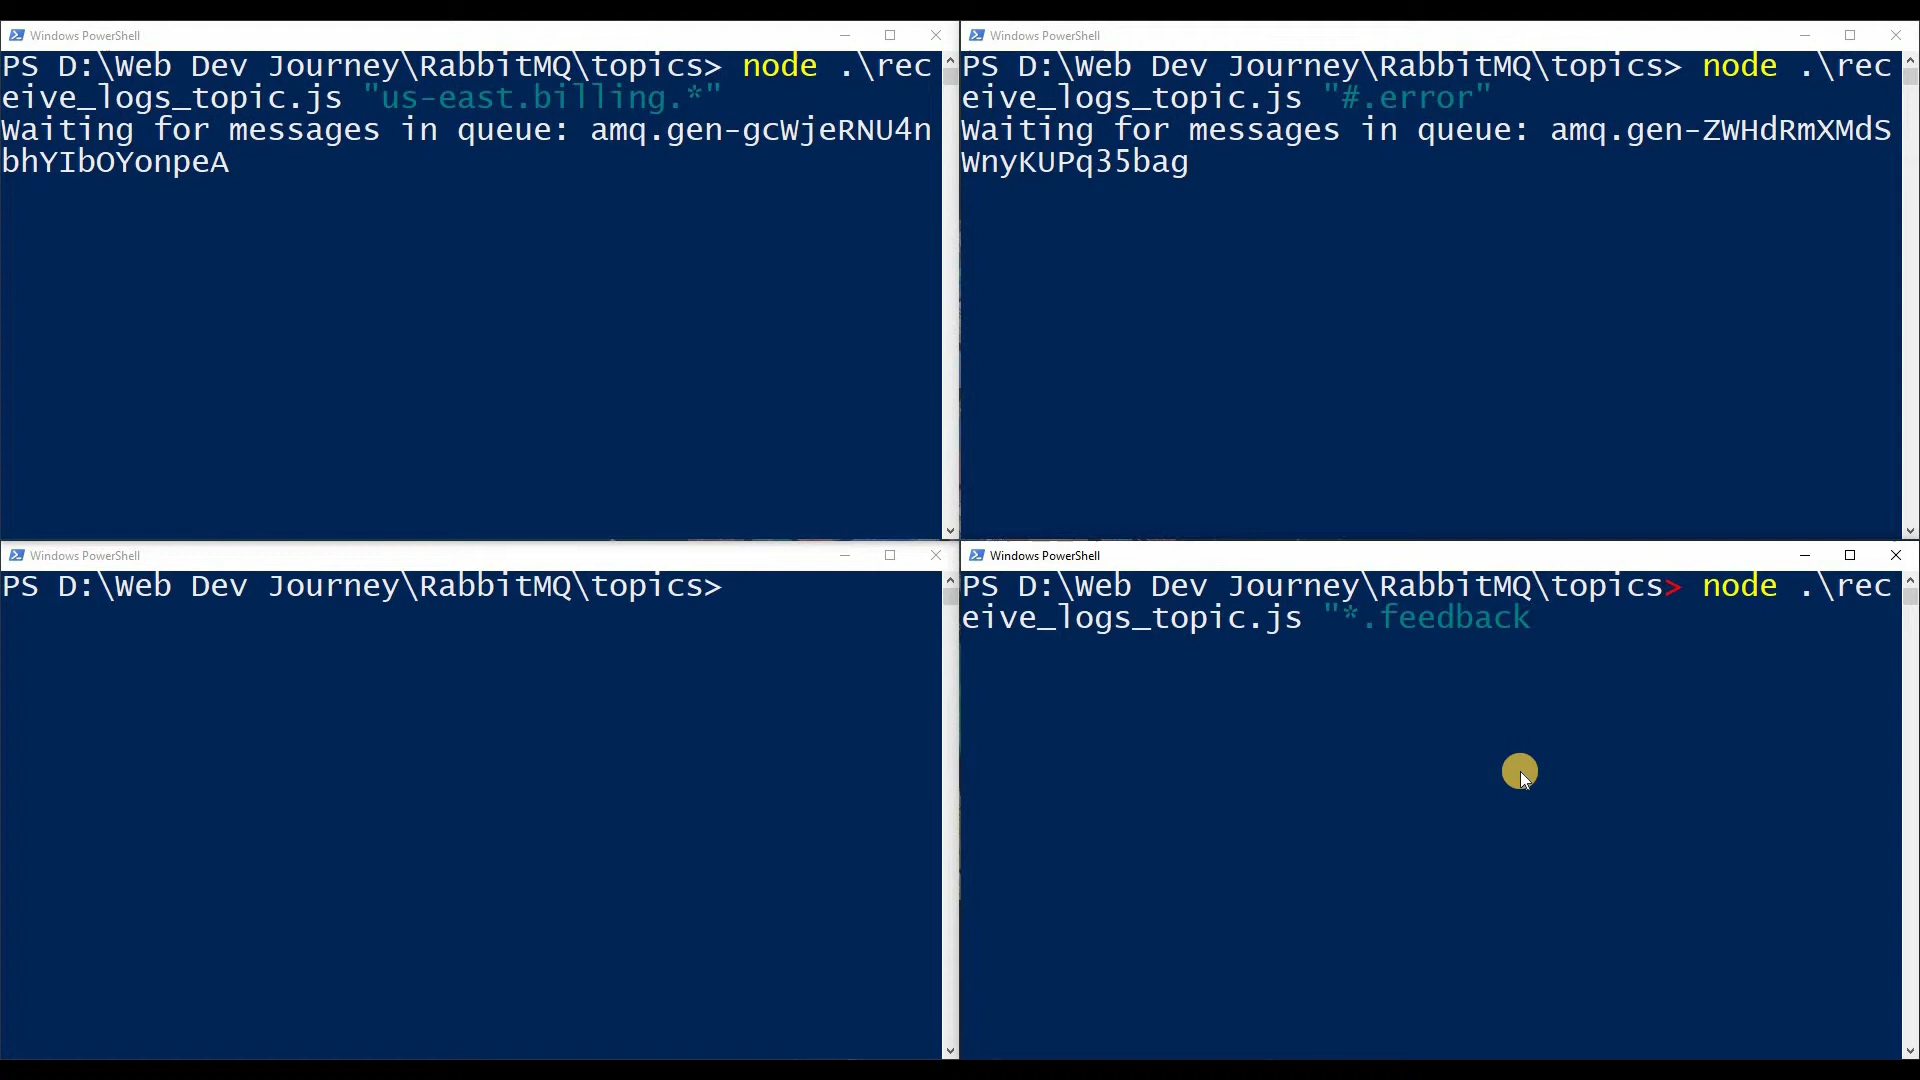 Windows PowerShell
PS D:\Web Dev Journey\RabbitMQ\topics> node .\rec
eive_logs_topic.js "us-east.billing.*"
Waiting for messages in queue: amq.gen-gcWjeRNU4n
bhYIbOYonpeA
Windows PowerShell
PS D:\Web Dev Journey\RabbitMQ\topics> node .\rec
eive_logs_topic.js "#.error"
Waiting for messages in queue: amq.gen-ZWHdRmXMdS
WnyKUPq35bag
Windows PowerShell
PS D:\Web Dev Journey\RabbitMQ\topics>
Windows PowerShell
PS D:\Web Dev Journey\RabbitMQ\topics> node .\rec
eive_logs_topic.js "*.feedback